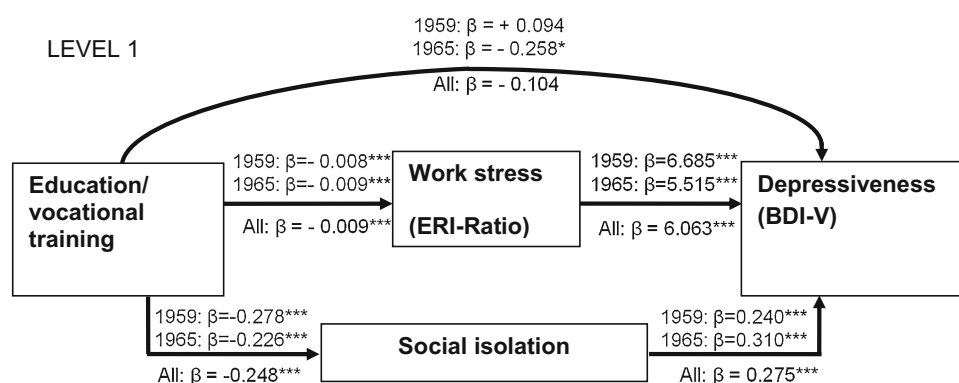 LEVEL 1
1959: β = + 0.094
1965: β = - 0.258*
All: β = - 0.104
Education/
vocational
training
1959: β=- 0.008***
1965: β=- 0.009***
All: β = - 0.009***
Work stress
(ERI-Ratio)
1959: β=6.685***
1965: β=5.515***
All: β = 6.063***
Depressiveness
(BDI-V)
1959: β=-0.278***
1965: β=-0.226***
All: β = -0.248***
Social isolation
1959: β=0.240***
1965: β=0.310***
All: β = 0.275***